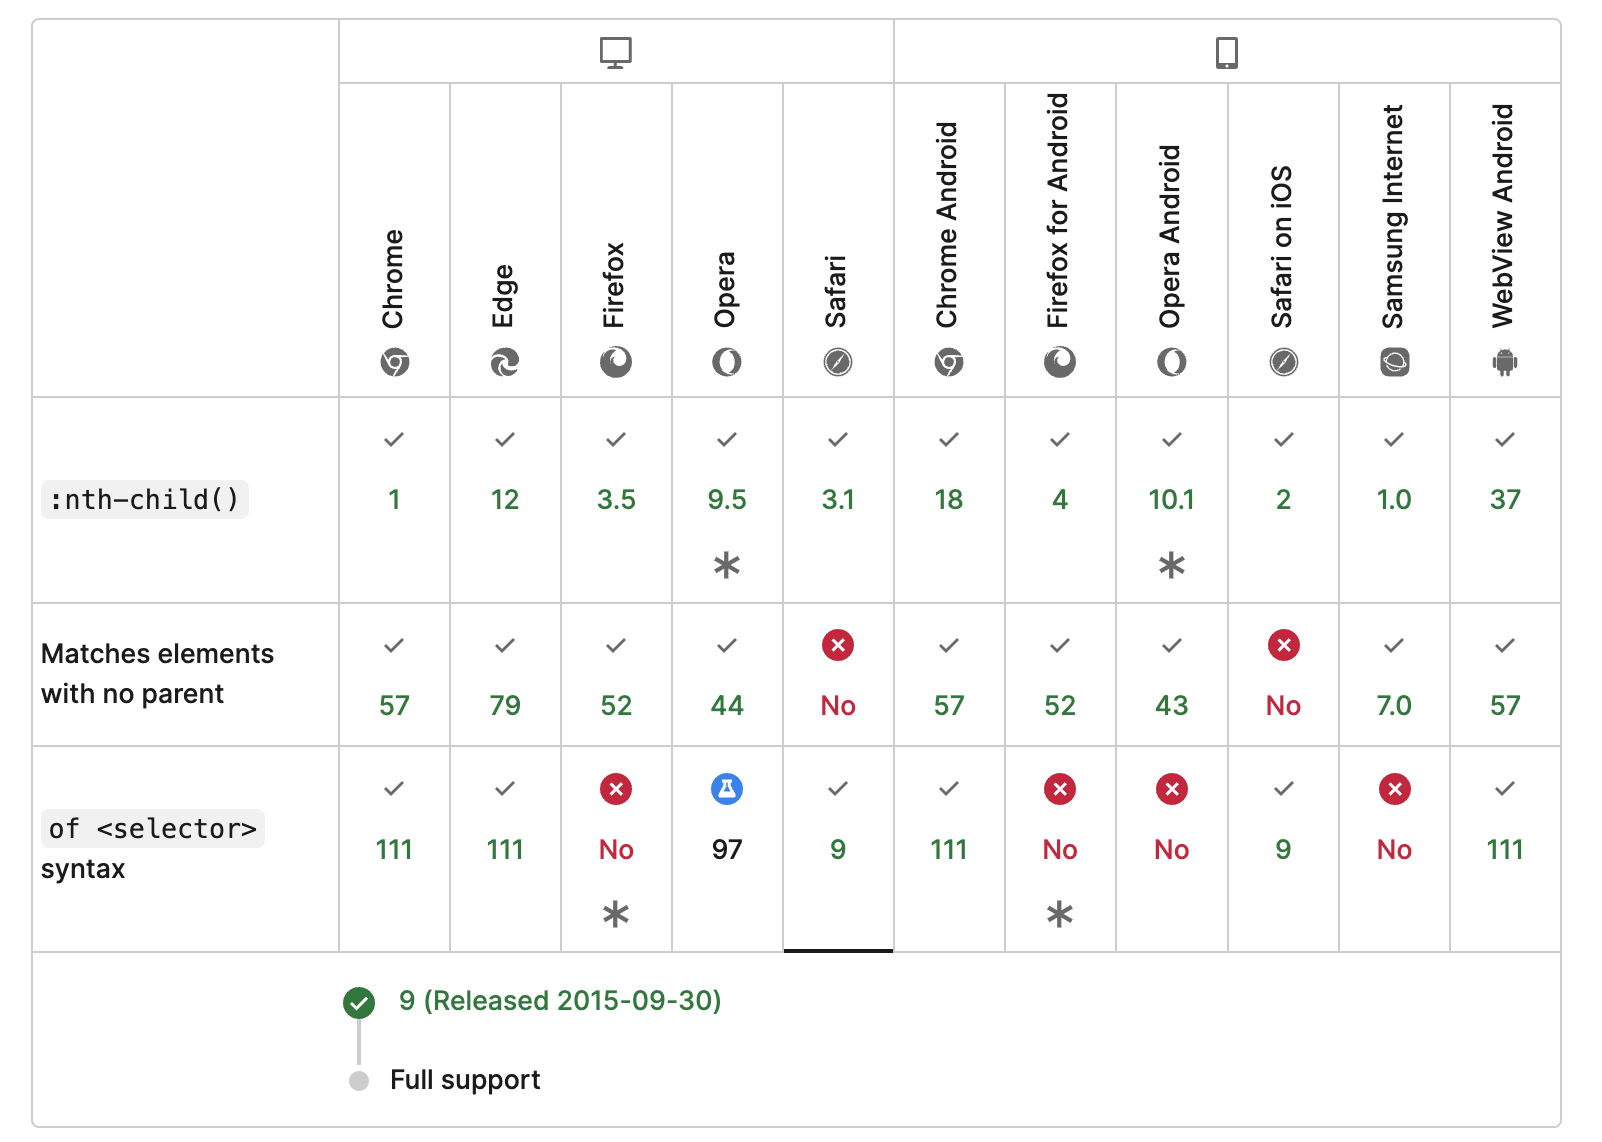 Chrome
Edge
Firefox
Opera
Safari
Chrome Android
Firefox for Android
Opera Android
Safari on iOS
Samsung Internet
WebView Android
:nth-child()
1 12 3.5 9.5 3.1 18 4 10.1 2 1.0 37
* *
Matches elements
with no parent
57 79 52 44 No 57 52 43 No 7.0 57
of <selector>
syntax
111 111 No 97 9 111 No No 9 No 111
* *
9 (Released 2015-09-30)
Full support